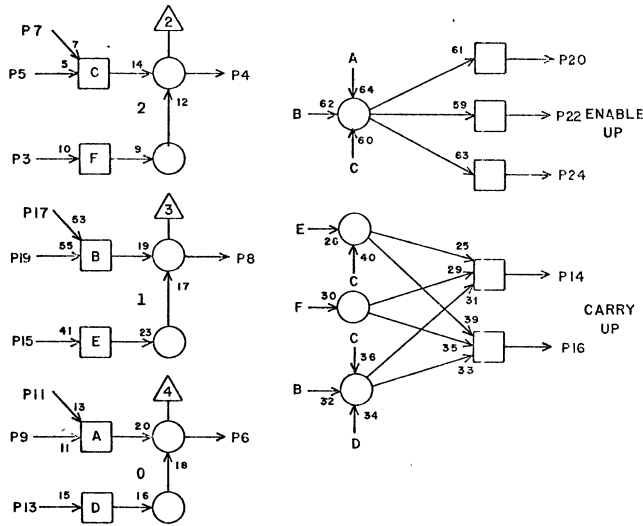 2
P7
7
P5
5
C
14
P4
2
12
P3
10
F
9
3
P17
53
P19
55
B
19
P8
1
17
P15
41
E
23
4
P11
13
P9
11
A
20
P6
0
18
P13
15
D
16
A
64
B
62
60
C
61
P20
59
P22 ENABLE
UP
63
P24
E
26
40
C
F
30
C
36
B
32
34
D
25
29
31
P14
39
35
33
P16
CARRY
UP